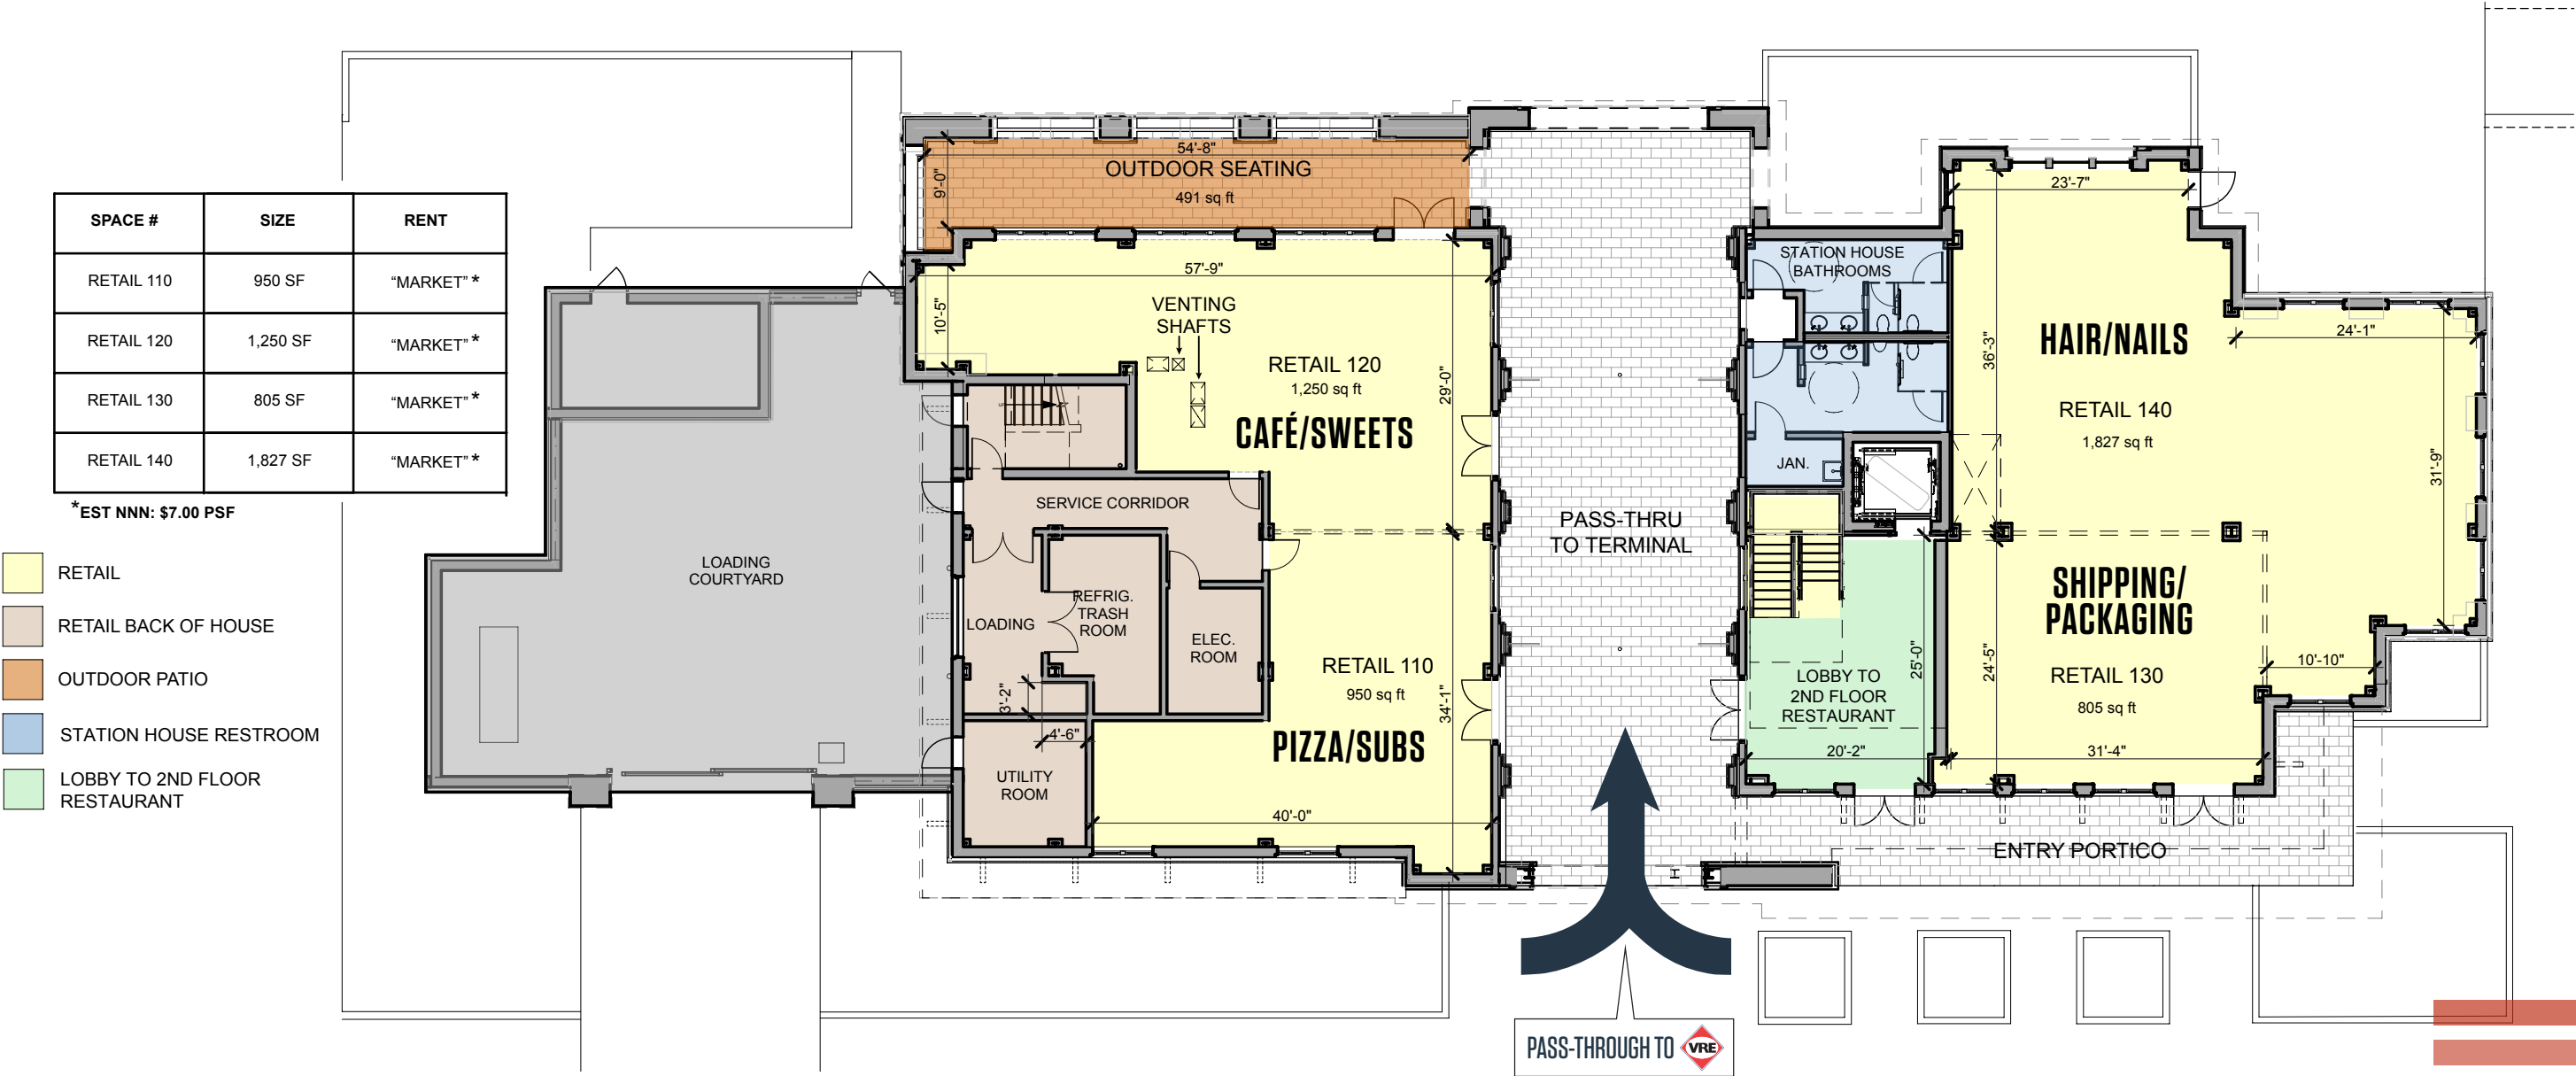 SPACE # SIZE RENT
RETAIL 110 950 SF “MARKET” *
RETAIL 120 1,250 SF “MARKET” *
RETAIL 130 805 SF “MARKET” *
RETAIL 140 1,827 SF “MARKET” *
*EST NNN: $7.00 PSF
RETAIL
RETAIL BACK OF HOUSE
OUTDOOR PATIO
STATION HOUSE RESTROOM
LOBBY TO 2ND FLOOR
RESTAURANT
LOADING
COURTYARD
54'-8"
OUTDOOR SEATING
491 sq ft
9'-0"
57'-9"
10'-5"
VENTING
SHAFTS
RETAIL 120
1,250 sq ft
CAFÉ/SWEETS
29'-0"
SERVICE CORRIDOR
LOADING
REFRIG.
TRASH
ROOM
ELEC.
ROOM
3'-2"
4'-6"
UTILITY
ROOM
RETAIL 110
950 sq ft
PIZZA/SUBS
34'-1"
40'-0"
PASS-THRU
TO TERMINAL
STATION HOUSE
BATHROOMS
JAN.
LOBBY TO
2ND FLOOR
RESTAURANT
25'-0"
20'-2"
23'-7"
HAIR/NAILS
36'-3"
24'-1"
RETAIL 140
1,827 sq ft
31'-9"
SHIPPING/
PACKAGING
24'-5"
RETAIL 130
805 sq ft
10'-10"
31'-4"
ENTRY PORTICO
PASS-THROUGH TO VRE